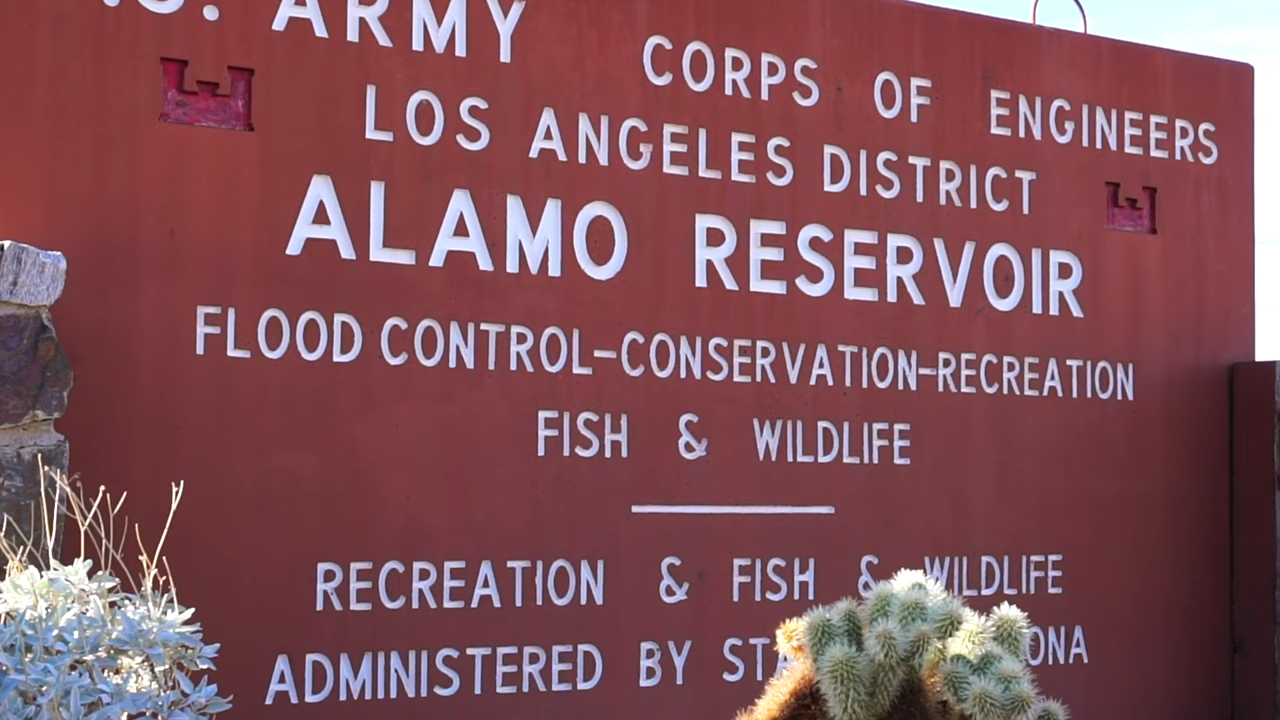 ARMY CORPS OF ENGINEERS
LOS ANGELES DISTRICT
ALAMO RESERVOIR
FLOOD CONTROL-CONSERVATION-RECREATION
FISH & WILDLIFE
RECREATION & FISH & WILDLIFE
ADMINISTERED BY